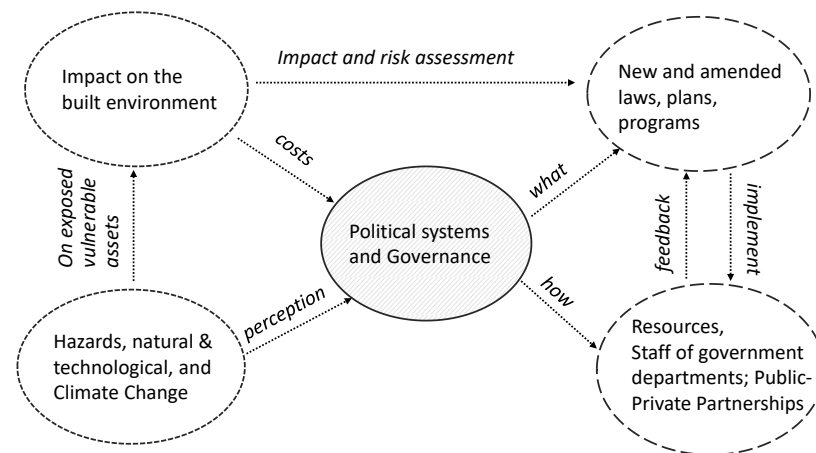 Impact on the
built environment
Impact and risk assessment
New and amended
laws, plans,
programs
costs
what
On exposed
vulnerable
assets
Political systems
and Governance
feedback
implement
perception
how
Hazards, natural &
technological, and
Climate Change
Resources,
Staff of government
departments; Public-
Private Partnerships